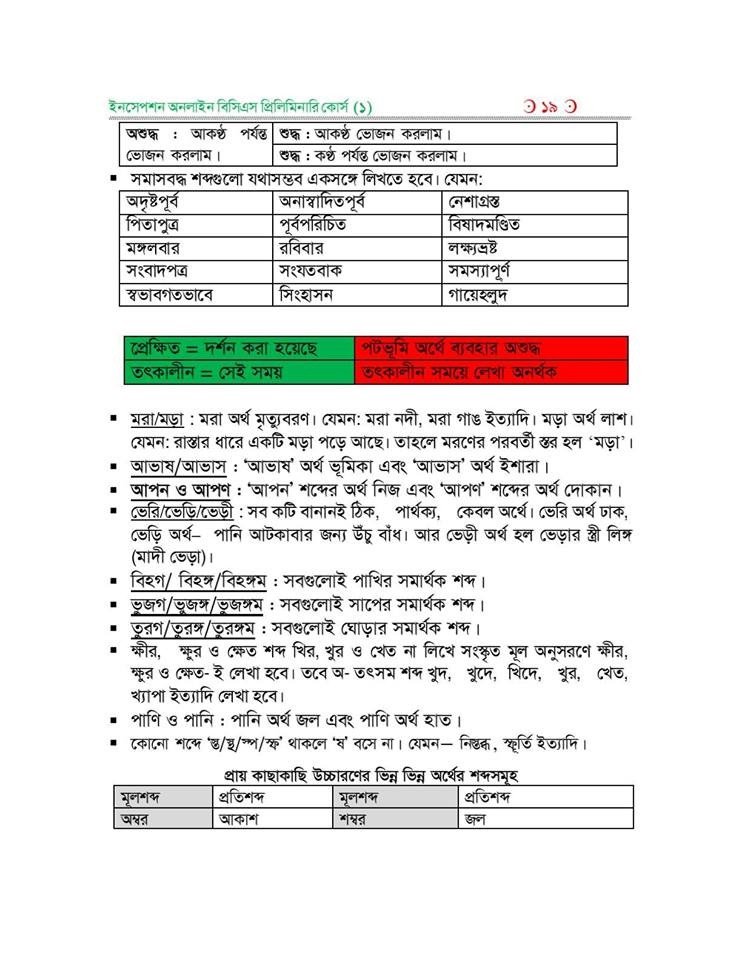 ইনসেপশন অনলাইন বিসিএস প্রিলিমিনারি কোর্স (১) ১৯
অশুদ্ধ : আকণ্ঠ পর্যন্ত ভোজন করলাম। শুদ্ধ : আকণ্ঠ ভোজন করলাম।
শুদ্ধ : কণ্ঠ পর্যন্ত ভোজন করলাম।
▪ সমাসবদ্ধ শব্দগুলো যথাসম্ভব একসঙ্গে লিখতে হবে। যেমন:
অদৃষ্টপূর্ব অনাস্বাদিতপূর্ব নেশাগ্রস্ত
পিতাপুত্র পূর্বপরিচিত বিষাদমণ্ডিত
মঙ্গলবার রবিবার লক্ষ্যভ্রষ্ট
সংবাদপত্র সংযতবাক সমস্যাপূর্ণ
স্বভাবগতভাবে সিংহাসন গায়েহলুদ
প্রেক্ষিত = দর্শন করা হয়েছে পটভূমি অর্থে ব্যবহার অশুদ্ধ
তৎকালীন = সেই সময় তৎকালীন সময়ে লেখা অনর্থক
▪ মরা/মড়া : মরা অর্থ মৃত্যুবরণ। যেমন: মরা নদী, মরা গাঙ ইত্যাদি। মড়া অর্থ লাশ।
যেমন: রাস্তার ধারে একটি মড়া পড়ে আছে। তাহলে মরণের পরবর্তী স্তর হল ‘মড়া’।
▪ আভাষ/আভাস : ‘আভাষ’ অর্থ ভূমিকা এবং ‘আভাস’ অর্থ ইশারা।
▪ আপন ও আপণ : ‘আপন’ শব্দের অর্থ নিজ এবং ‘আপণ’ শব্দের অর্থ দোকান।
▪ ভেরি/ভেড়ি/ভেড়ী : সব কটি বানানই ঠিক, পার্থক্য, কেবল অর্থে। ভেরি অর্থ ঢাক,
ভেড়ি অর্থ– পানি আটকাবার জন্য উঁচু বাঁধ। আর ভেড়ী অর্থ হল ভেড়ার স্ত্রী লিঙ্গ
(মাদী ভেড়া)।
▪ বিহগ/ বিহঙ্গ/বিহঙ্গম : সবগুলোই পাখির সমার্থক শব্দ।
▪ ভুজগ/ভুজঙ্গ/ভুজঙ্গম : সবগুলোই সাপের সমার্থক শব্দ।
▪ তুরগ/তুরঙ্গ/তুরঙ্গম : সবগুলোই ঘোড়ার সমার্থক শব্দ।
▪ ক্ষীর, ক্ষুর ও ক্ষেত শব্দ খির, খুর ও খেত না লিখে সংস্কৃত মূল অনুসরণে ক্ষীর,
ক্ষুর ও ক্ষেত- ই লেখা হবে। তবে অ- তৎসম শব্দ খুদ, খুদে, খিদে, খুর, খেত,
খ্যাপা ইত্যাদি লেখা হবে।
▪ পাণি ও পানি : পানি অর্থ জল এবং পাণি অর্থ হাত।
▪ কোনো শব্দে ‘স্ত/স্থ/স্প/স্ফ’ থাকলে ‘ষ’ বসে না। যেমন— নিস্তব্ধ, স্ফূর্তি ইত্যাদি।
প্রায় কাছাকাছি উচ্চারণের ভিন্ন ভিন্ন অর্থের শব্দসমূহ
মূলশব্দ প্রতিশব্দ মূলশব্দ প্রতিশব্দ
অম্বর আকাশ শম্বর জল